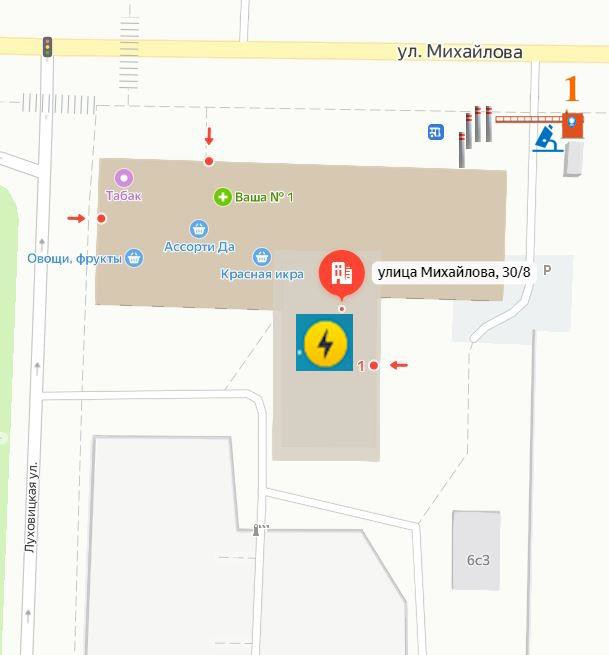 ул. Михайлова
1
Табак
Ваша № 1
Ассорти Да
Овощи, фрукты
Красная икра
улица Михайлова, 30/8
P
1
Луховицкая ул.
6с3